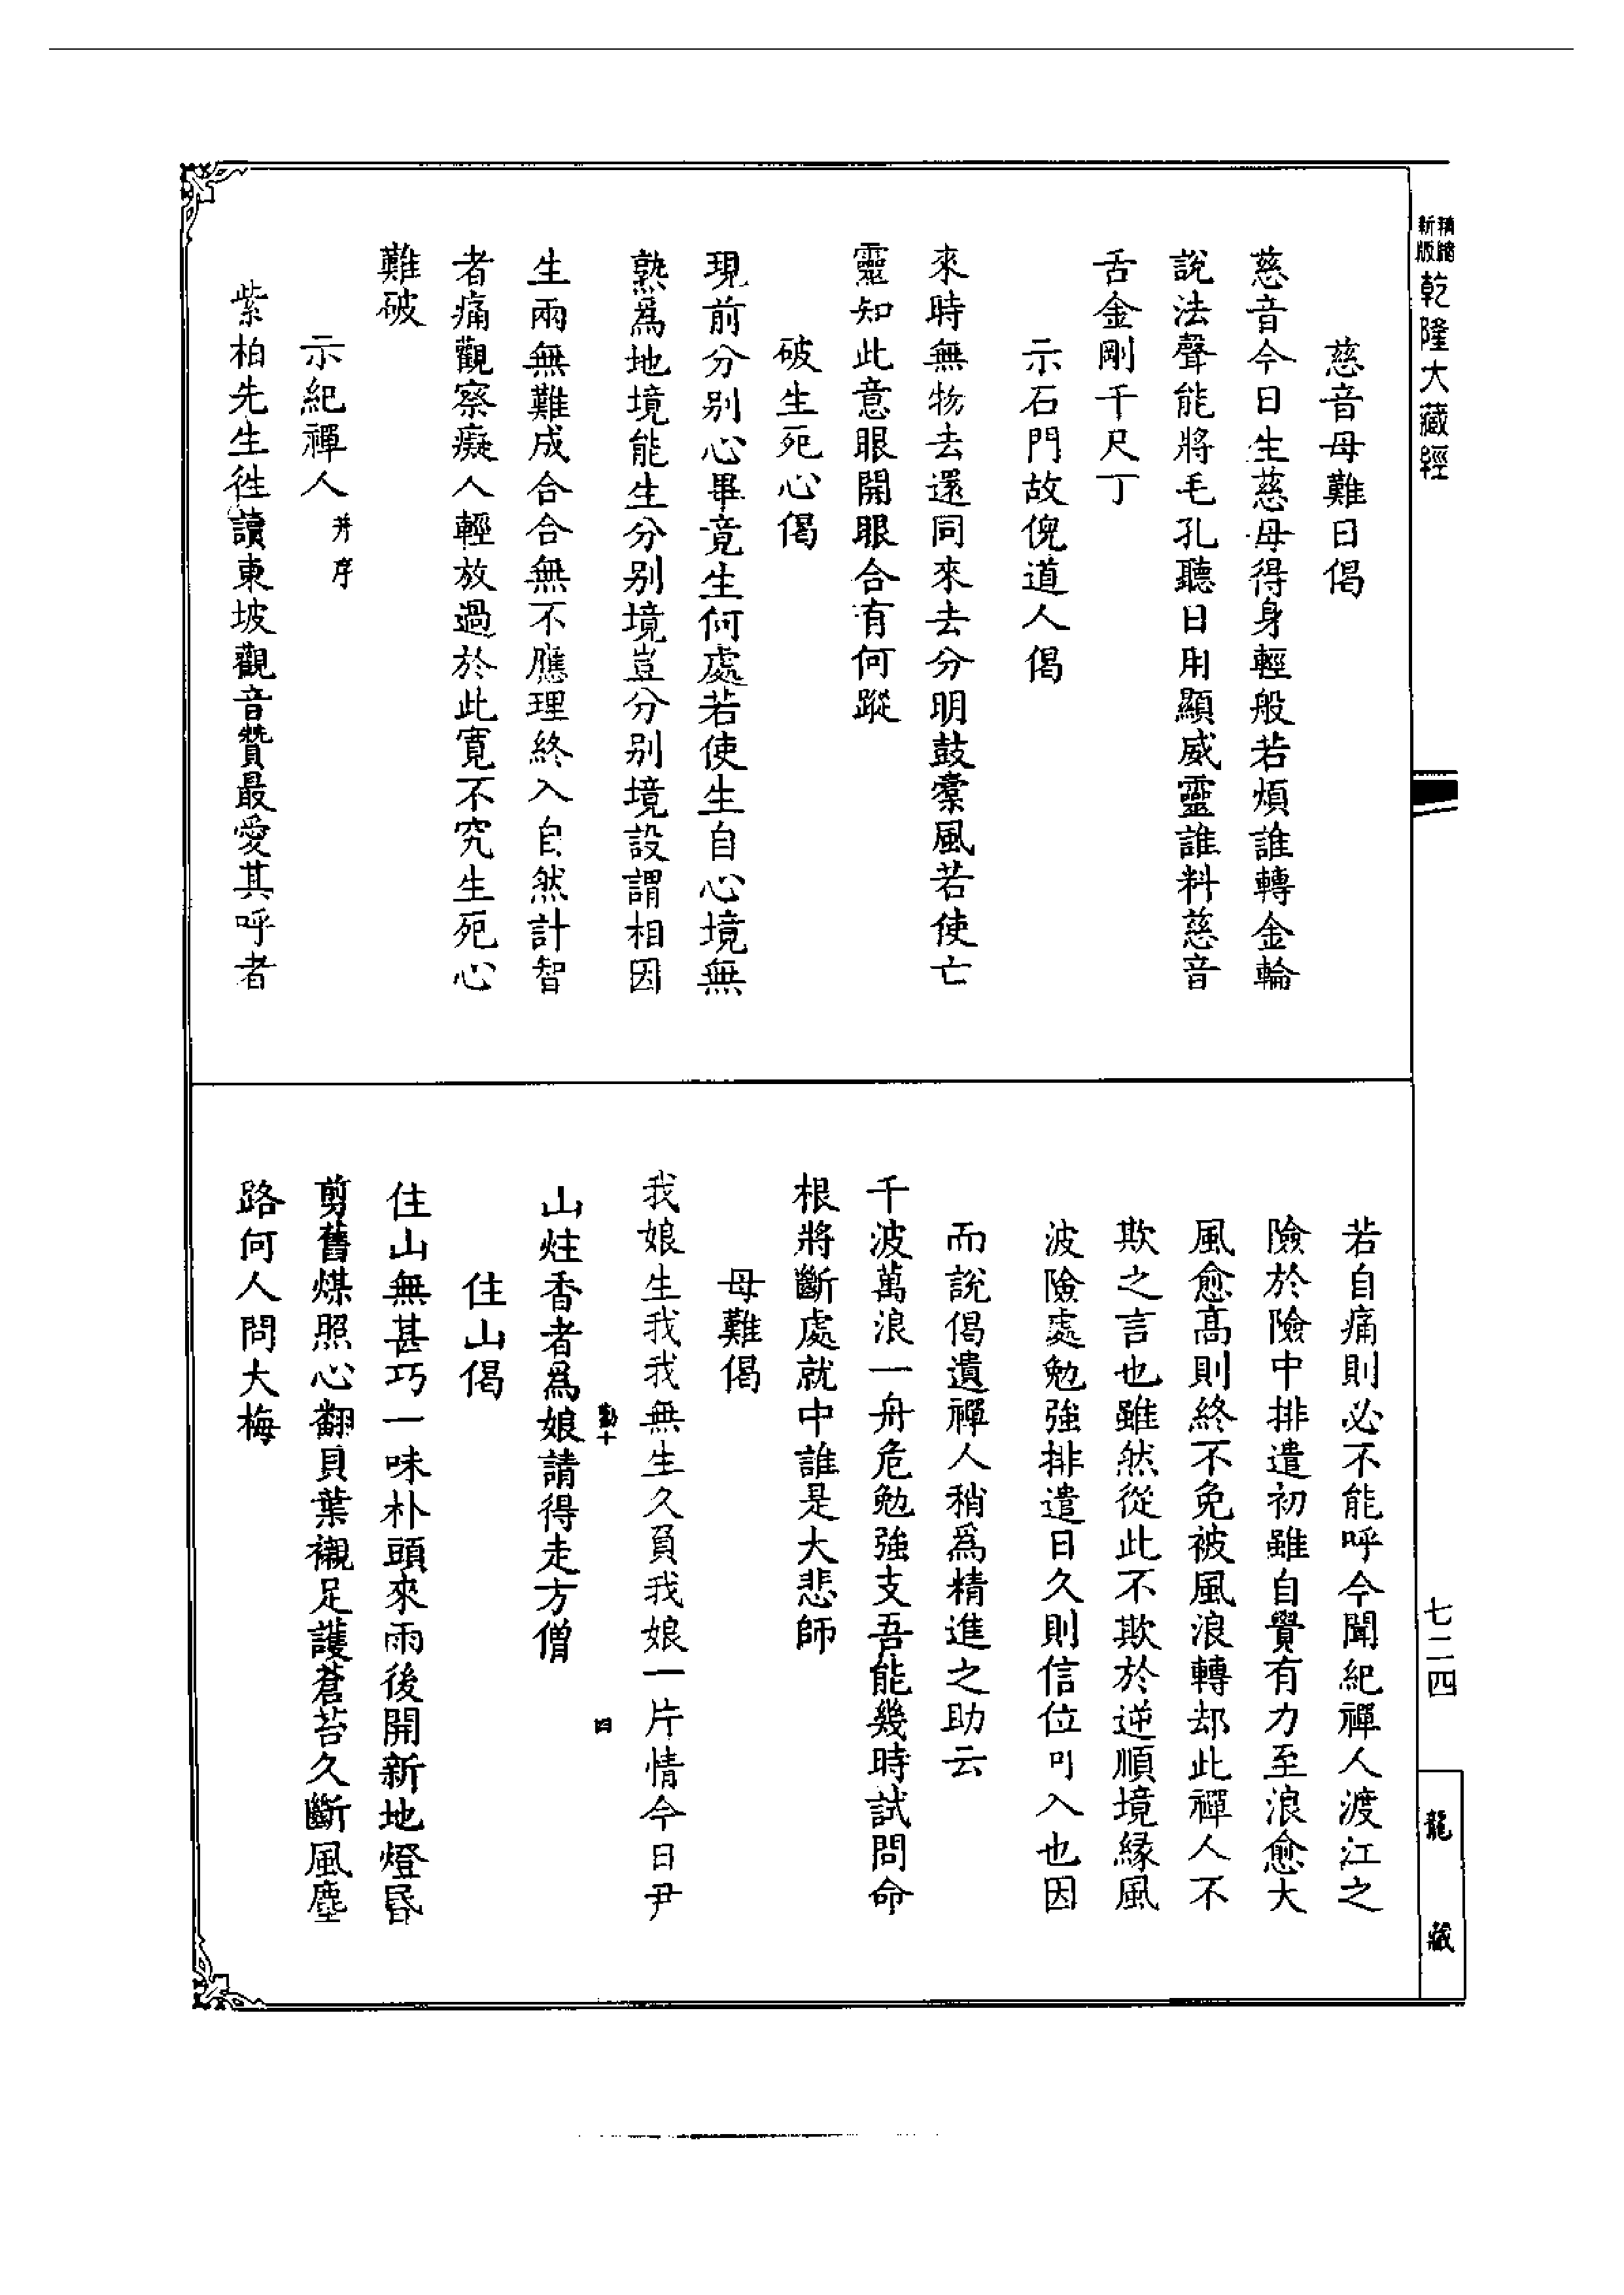 精縮新版乾隆大藏經
慈音母難日偈
慈音今日生慈母得身輕般若煩誰轉金輪
說法聲能將毛孔聽日用顯威靈誰料慈音
舌金剛千尺丁
示石門故倪道人偈
來時無物去還同來去分明鼓橐風若使亡
靈知此意眼開眼合有何蹤
破生死心偈
現前分别心畢竟生何處若使生自心境無
熟爲地境能生分别境豈分别境設謂相因
生兩無難成合合無不應理終入自然計智
者痛觀察癡人輕放過於此寬不究生死心
難破
示紀禪人并序
紫柏先生徃讀東坡觀音贊最愛其呼者
若自痛則必不能呼今聞紀禪人渡江之
險於險中排遣初雖自覺有力至浪愈大
風愈高則終不免被風浪轉却此禪人不
欺之言也雖然從此不欺於逆順境緣風
波險處勉強排遣日久則信位可入也因
而說偈遺禪人稍爲精進之助云
千波萬浪一舟危勉強支吾能幾時試問命
根將斷處就中誰是大悲師
母難偈
我娘生我我無生久負我娘一片情今日尹
山炷香者爲娘請得走方僧
住山偈
住山無甚巧一味朴頭來雨後開新地燈昏
剪舊煤照心翻貝葉襯足護蒼苔久斷風塵
路何人問大梅
七二四
龍藏